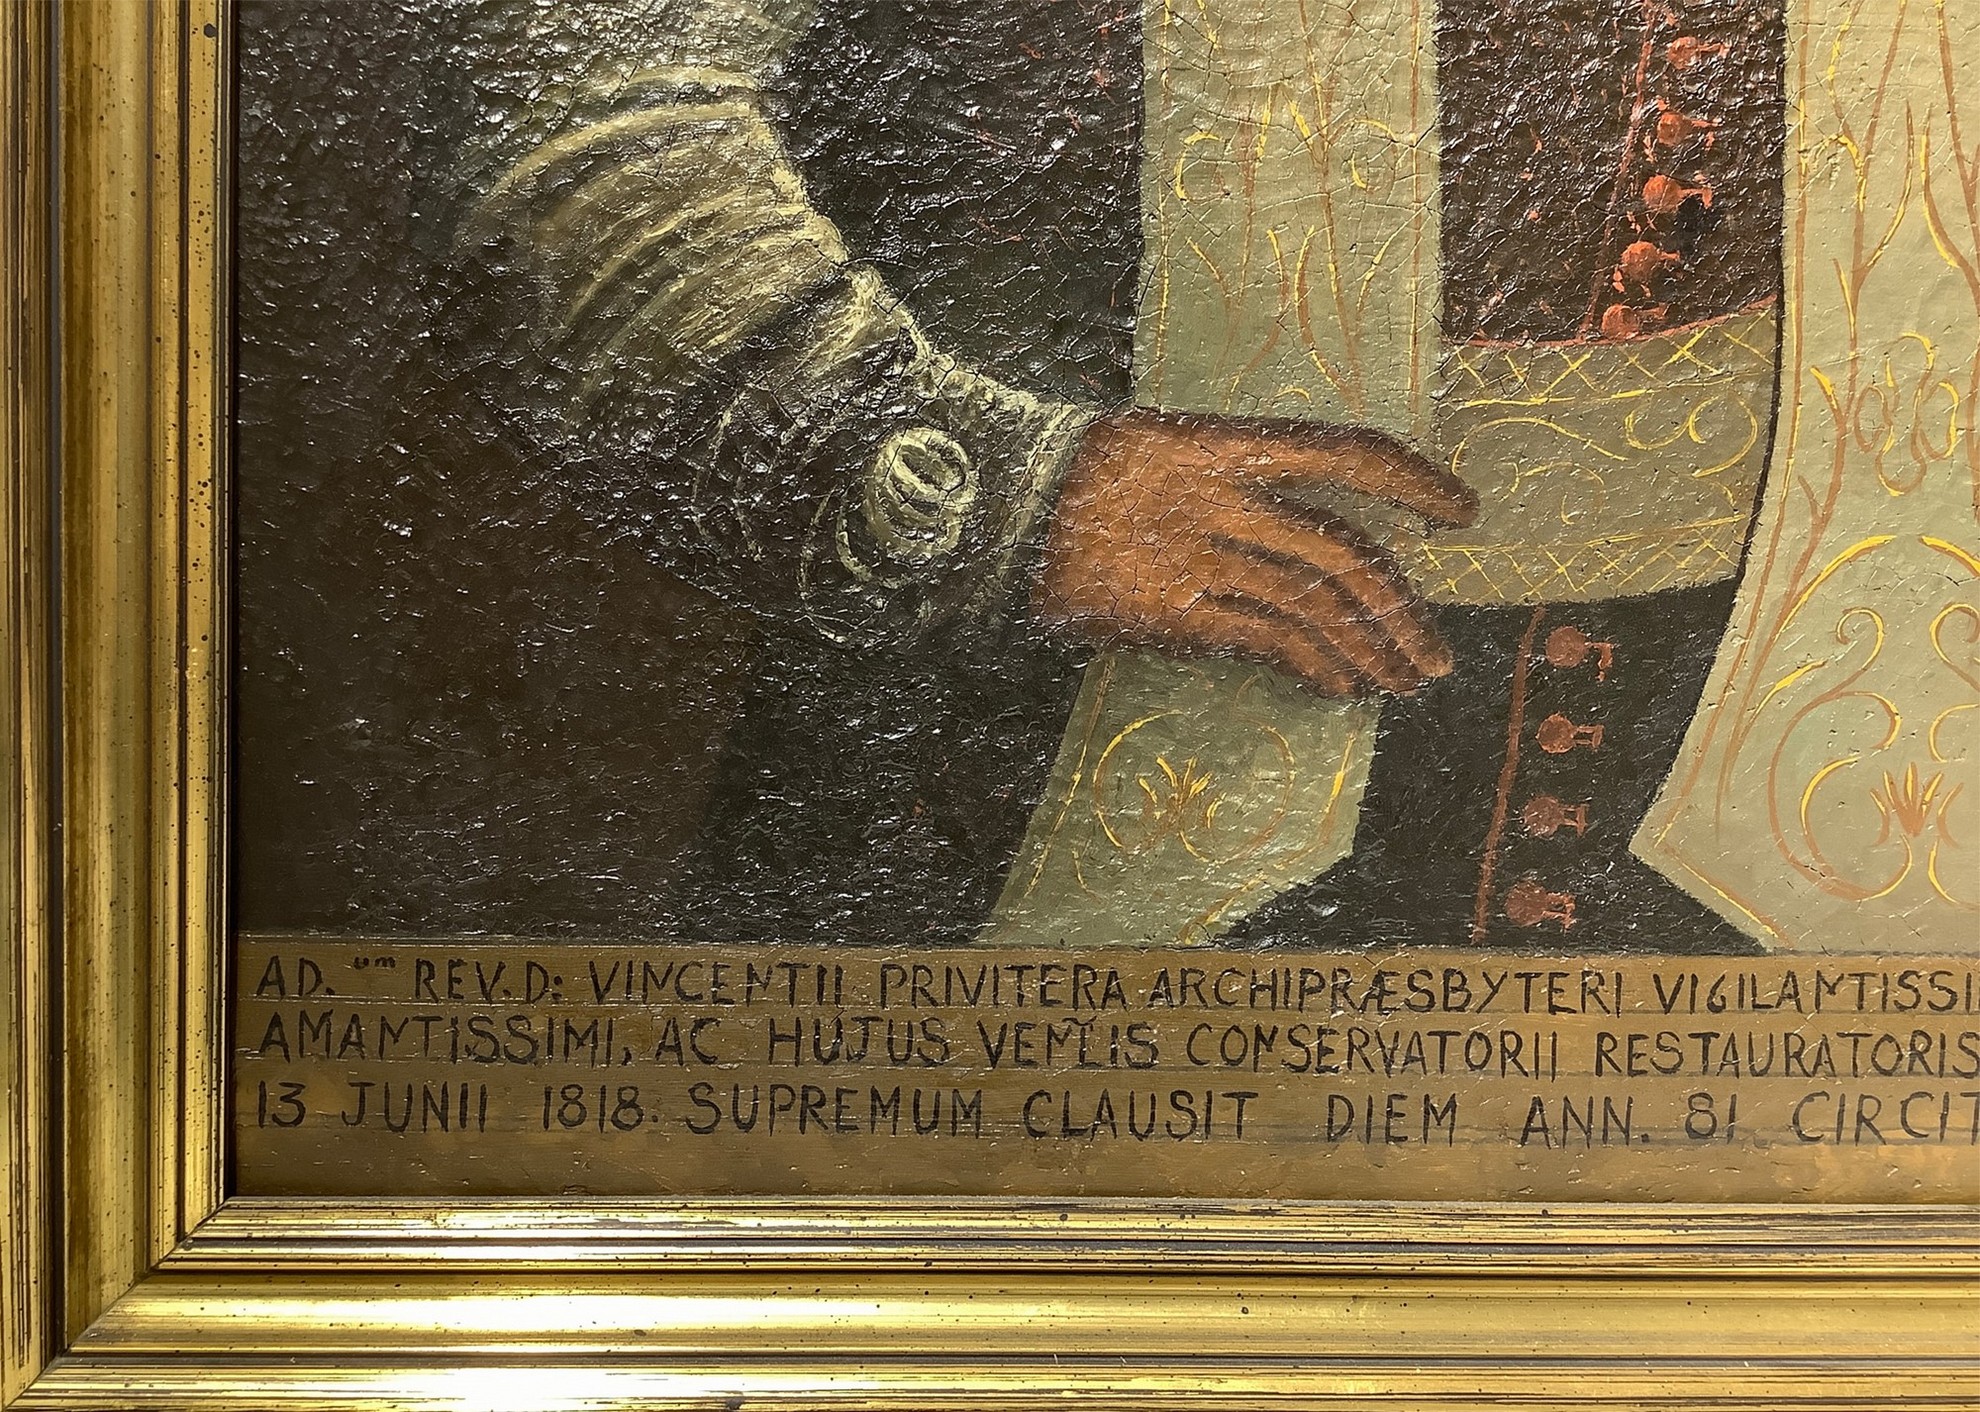 AD.ᵘᵐ REV.D: VINCENTII PRIVITERA ARCHIPRÆSBYTERI VIGILANTISSI
AMANTISSIMI, AC HUJUS VEÑLIS CONSERVATORII RESTAURATORIS
13 JUNII 1818. SUPREMUM CLAUSIT DIEM ANN. 81. CIRCIT